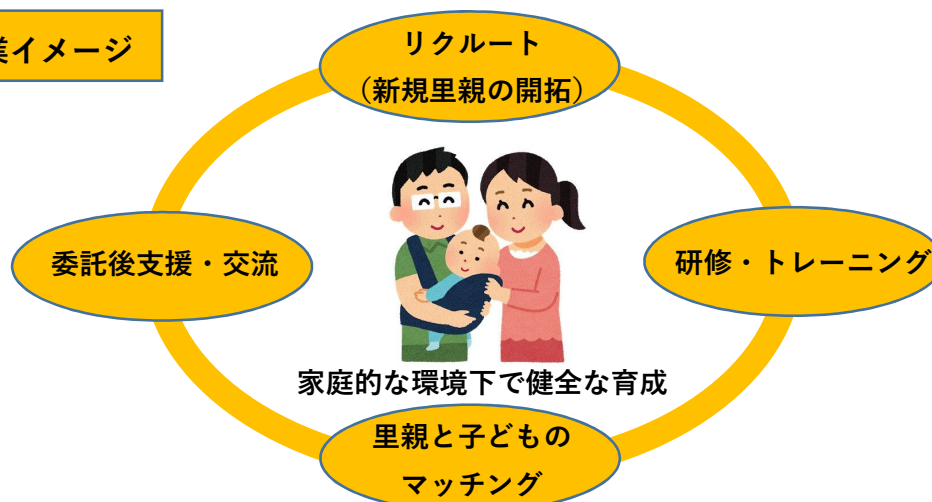 業イメージ
リクルート
（新規里親の開拓）
委託後支援・交流
研修・トレーニング
家庭的な環境下で健全な育成
里親と子どもの
マッチング